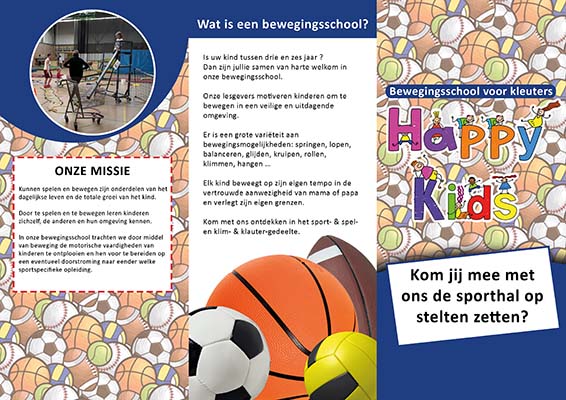 ONZE MISSIE
Kunnen spelen en bewegen zijn onderdelen van het
dagelijkse leven en de totale groei van het kind.
Door te spelen en te bewegen leren kinderen
zichzelf, de anderen en hun omgeving kennen.
In onze bewegingsschool trachten we door middel
van beweging de motorische vaardigheden van
kinderen te ontplooien en hen voor te bereiden op
een eventueel doorstroming naar eender welke
sportspecifieke opleiding.
Wat is een bewegingsschool?
Is uw kind tussen drie en zes jaar ?
Dan zijn jullie samen van harte welkom in
onze bewegingsschool.
Onze lesgevers motiveren kinderen om te
bewegen in een veilige en uitdagende
omgeving.
Er is een grote variëteit aan
bewegingsmogelijkheden: springen, lopen,
balanceren, glijden, kruipen, rollen,
klimmen, hangen ...
Elk kind beweegt op zijn eigen tempo in de
vertrouwde aanwezigheid van mama of papa
en verlegt zijn eigen grenzen.
Kom met ons ontdekken in het sport- & spel-
en klim- & klauter-gedeelte.
Bewegingsschool voor kleuters
Happy
Kids
Kom jij mee met
ons de sporthal op
stelten zetten?